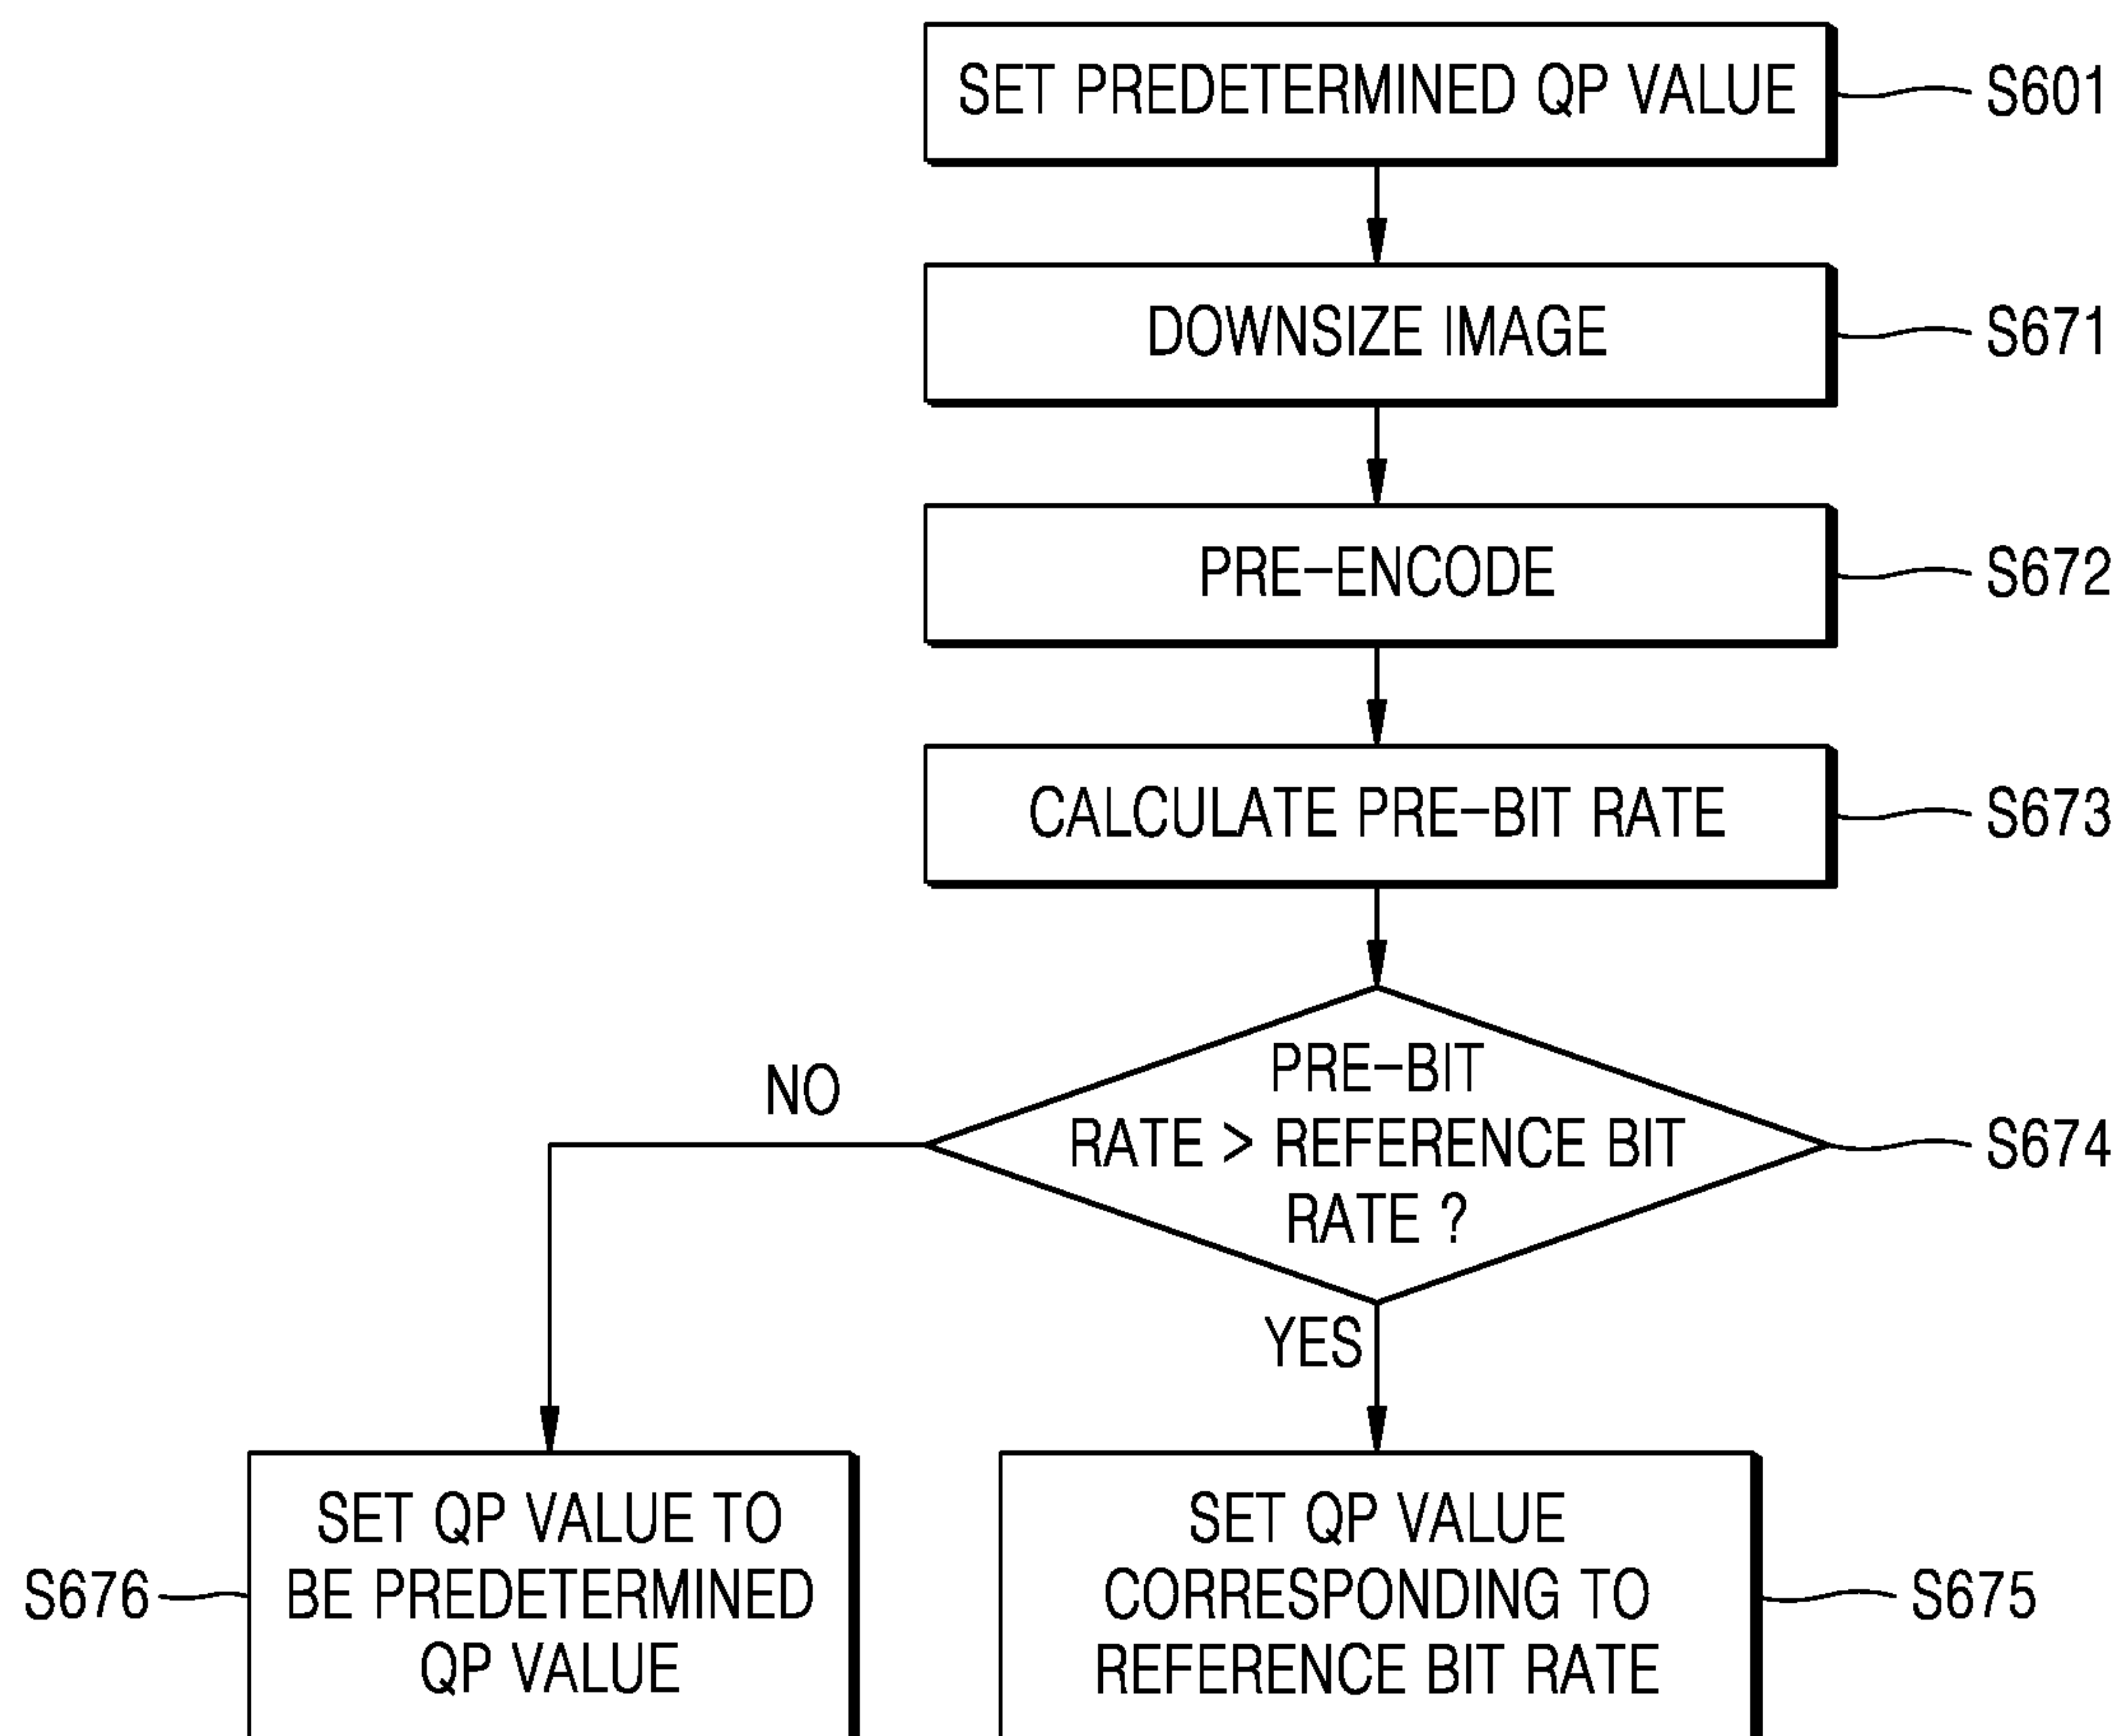 SET PREDETERMINED QP VALUE
S601
DOWNSIZE IMAGE
S671
PRE-ENCODE
S672
CALCULATE PRE-BIT RATE
S673
PRE-BIT
RATE > REFERENCE BIT
RATE ?
S674
NO
YES
SET QP VALUE TO
BE PREDETERMINED
QP VALUE
S676
SET QP VALUE
CORRESPONDING TO
REFERENCE BIT RATE
S675